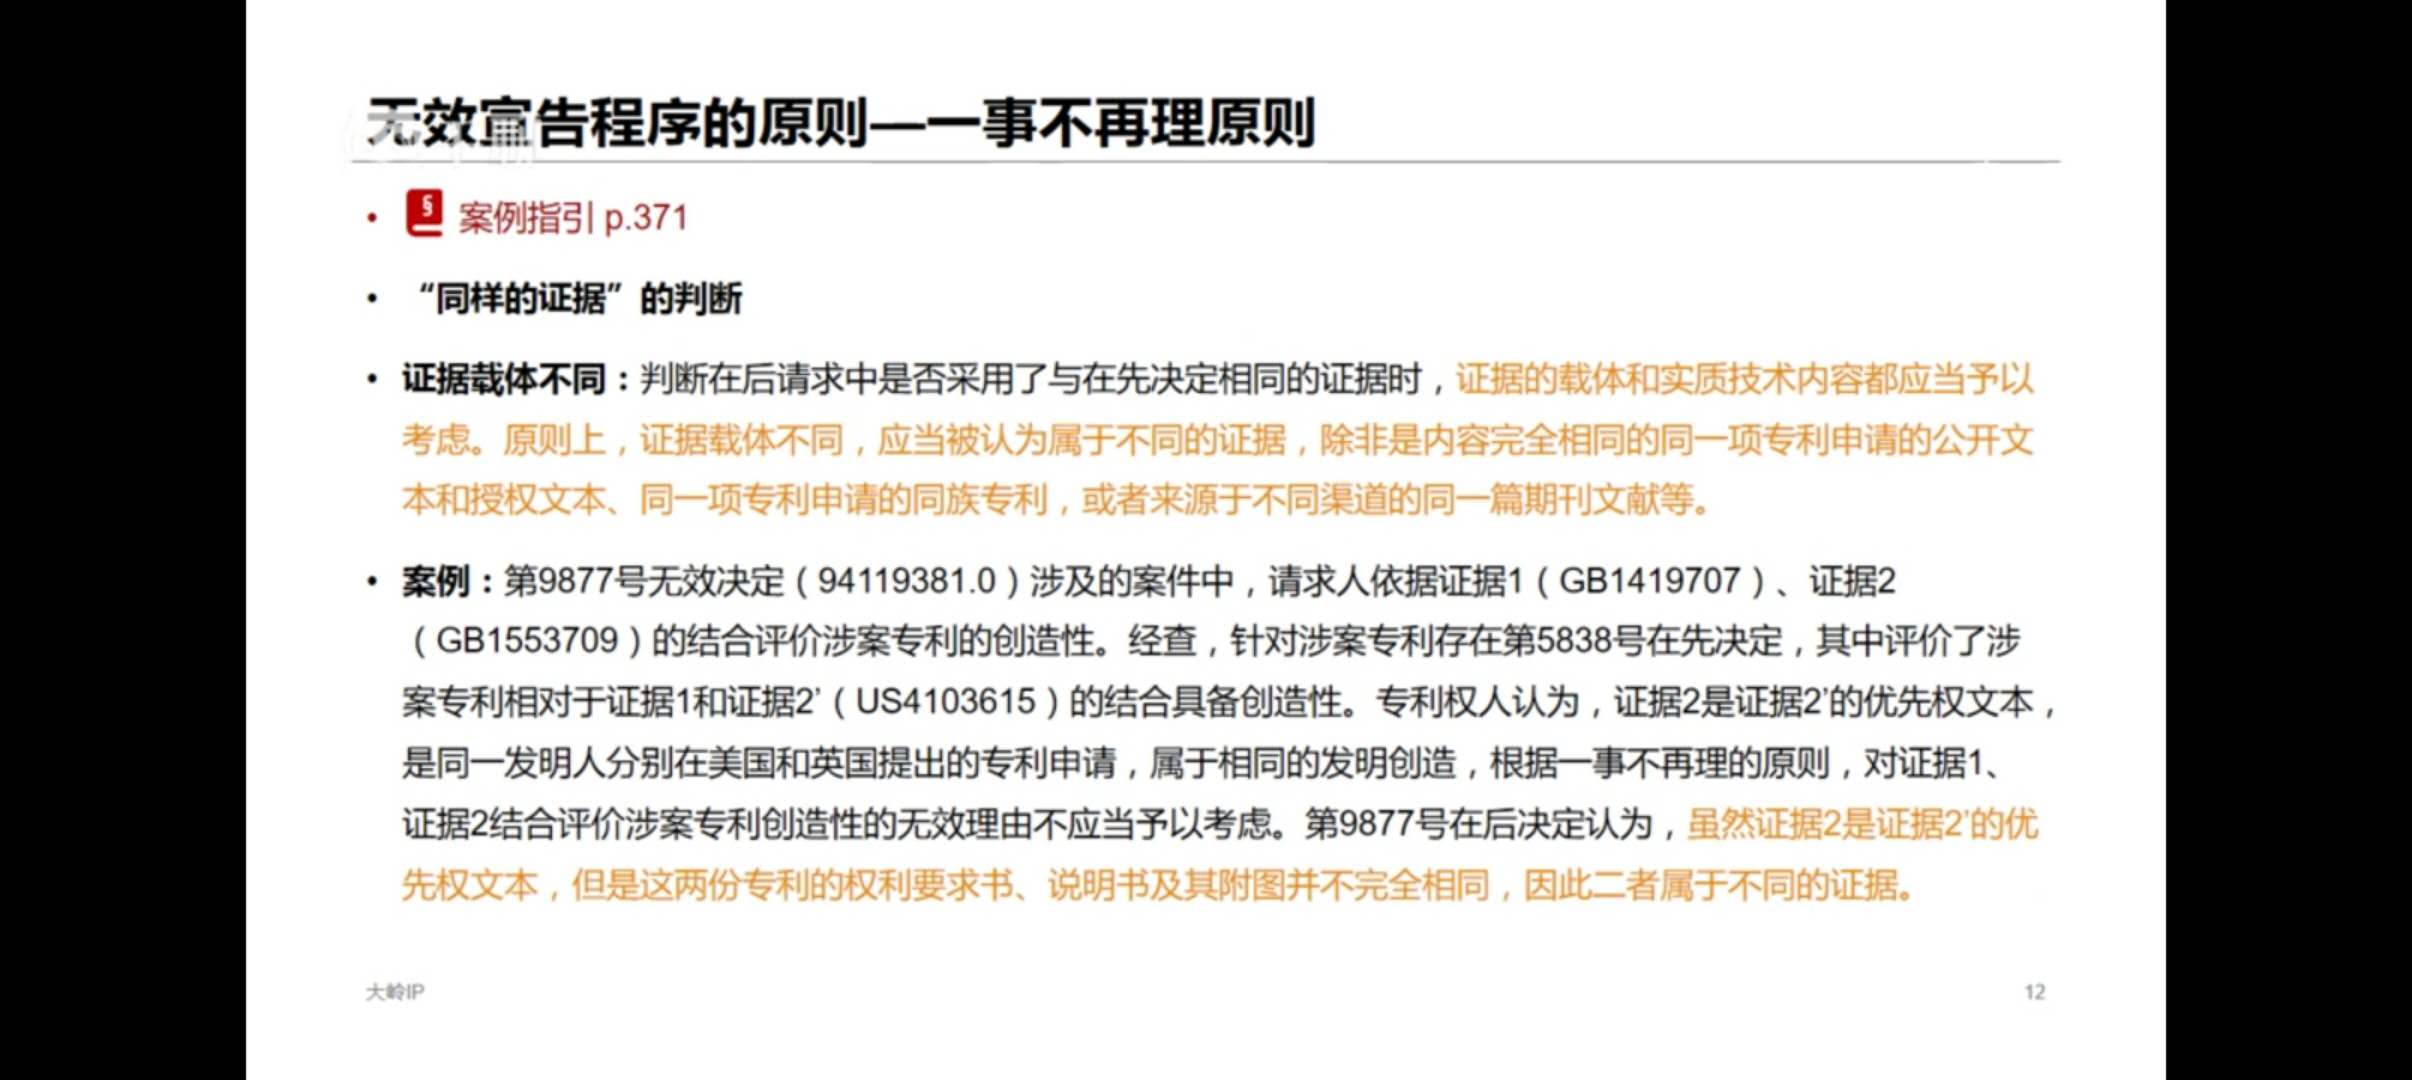 无效宣告程序的原则—一事不再理原则
• § 案例指引 p.371
• “同样的证据”的判断
• 证据载体不同：判断在后请求中是否采用了与在先决定相同的证据时，证据的载体和实质技术内容都应当予以
考虑。原则上，证据载体不同，应当被认为属于不同的证据，除非是内容完全相同的同一项专利申请的公开文
本和授权文本、同一项专利申请的同族专利，或者来源于不同渠道的同一篇期刊文献等。
• 案例：第9877号无效决定（94119381.0）涉及的案件中，请求人依据证据1（GB1419707）、证据2
（GB1553709）的结合评价涉案专利的创造性。经查，针对涉案专利存在第5838号在先决定，其中评价了涉
案专利相对于证据1和证据2’（US4103615）的结合具备创造性。专利权人认为，证据2是证据2’的优先权文本，
是同一发明人分别在美国和英国提出的专利申请，属于相同的发明创造，根据一事不再理的原则，对证据1、
证据2结合评价涉案专利创造性的无效理由不应当予以考虑。第9877号在后决定认为，虽然证据2是证据2’的优
先权文本，但是这两份专利的权利要求书、说明书及其附图并不完全相同，因此二者属于不同的证据。
大岭IP
12